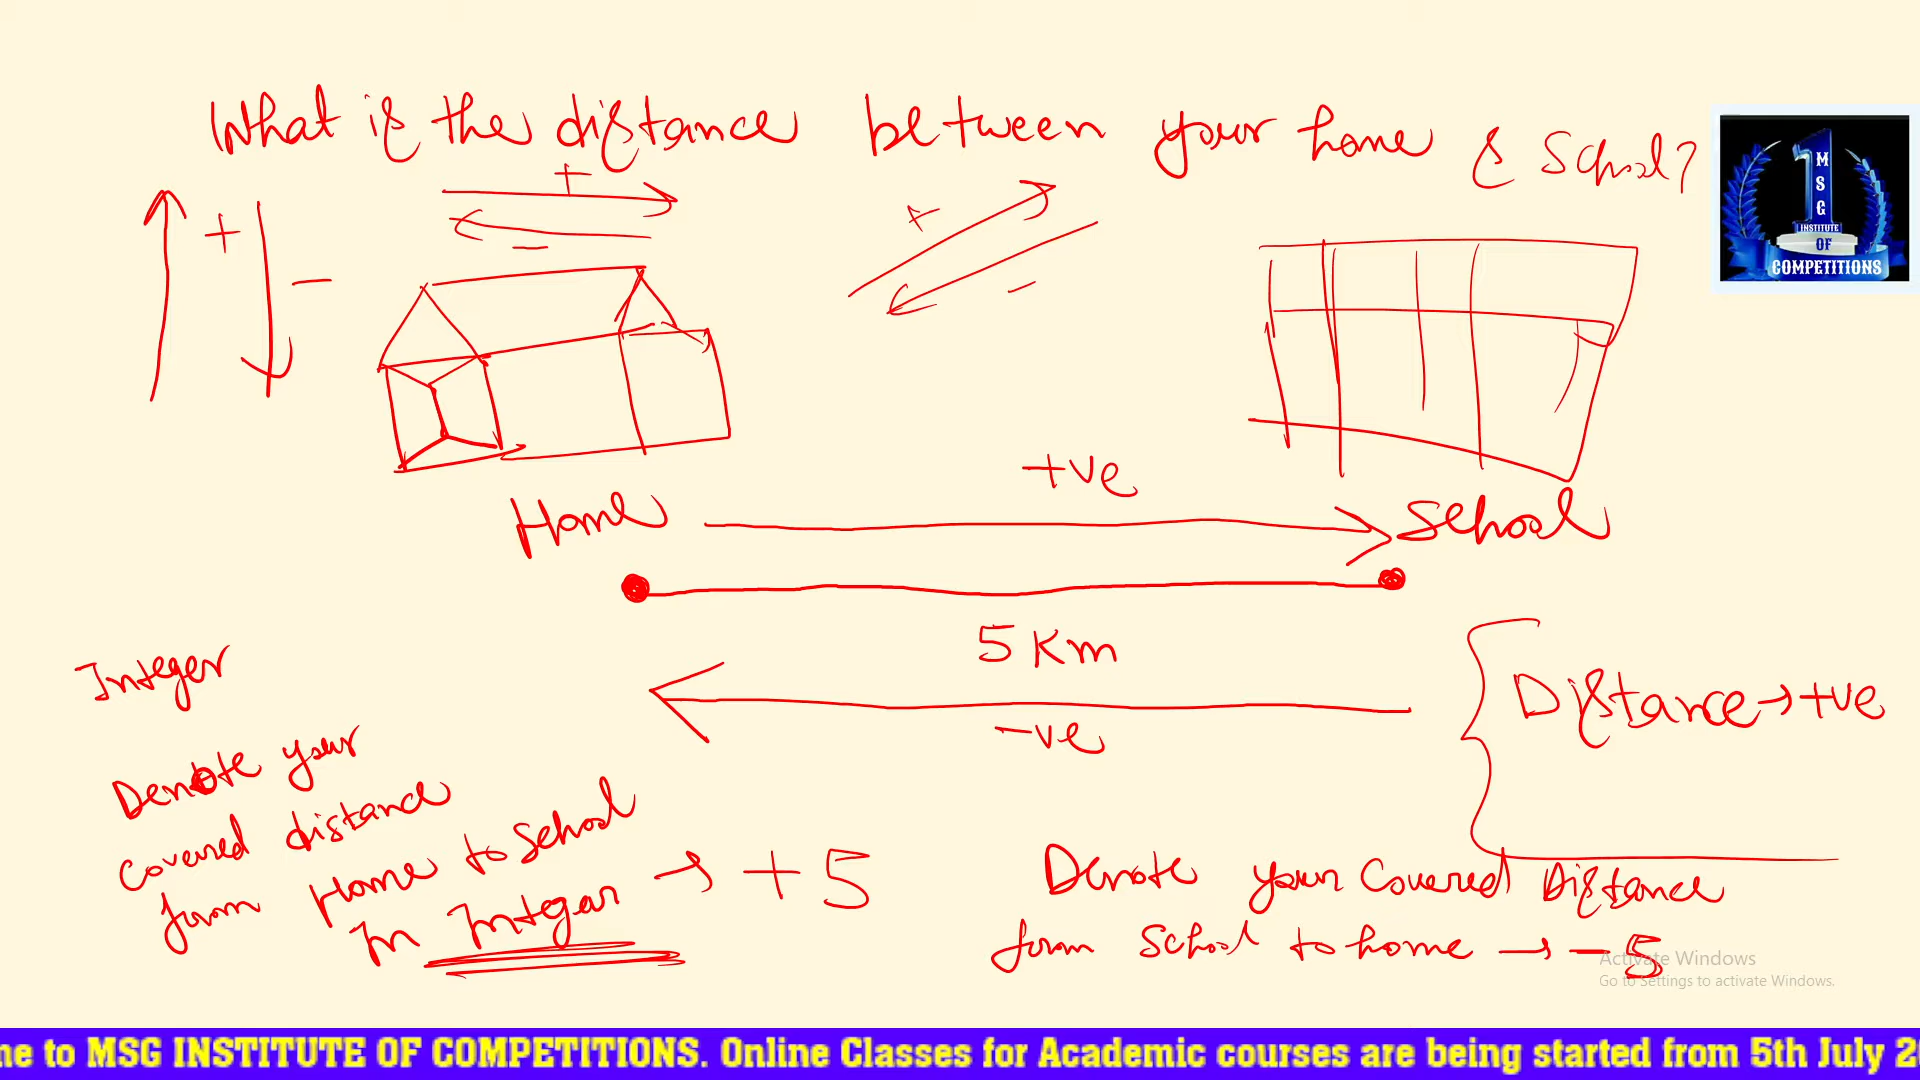 What is the distance between your home & School?
+
+
-
+
-
-
MSG
INSTITUTE
OF
COMPETITIONS
+ve
Home
School
5 Km
-ve
Integer
Distance → +ve
Denote your
covered distance
from Home to School
In Integar → +5
Denote your Covered Distance
from School to home → -5
Activate Windows
Go to Settings to activate Windows.
me to MSG INSTITUTE OF COMPETITIONS. Online Classes for Academic courses are being started from 5th July 2